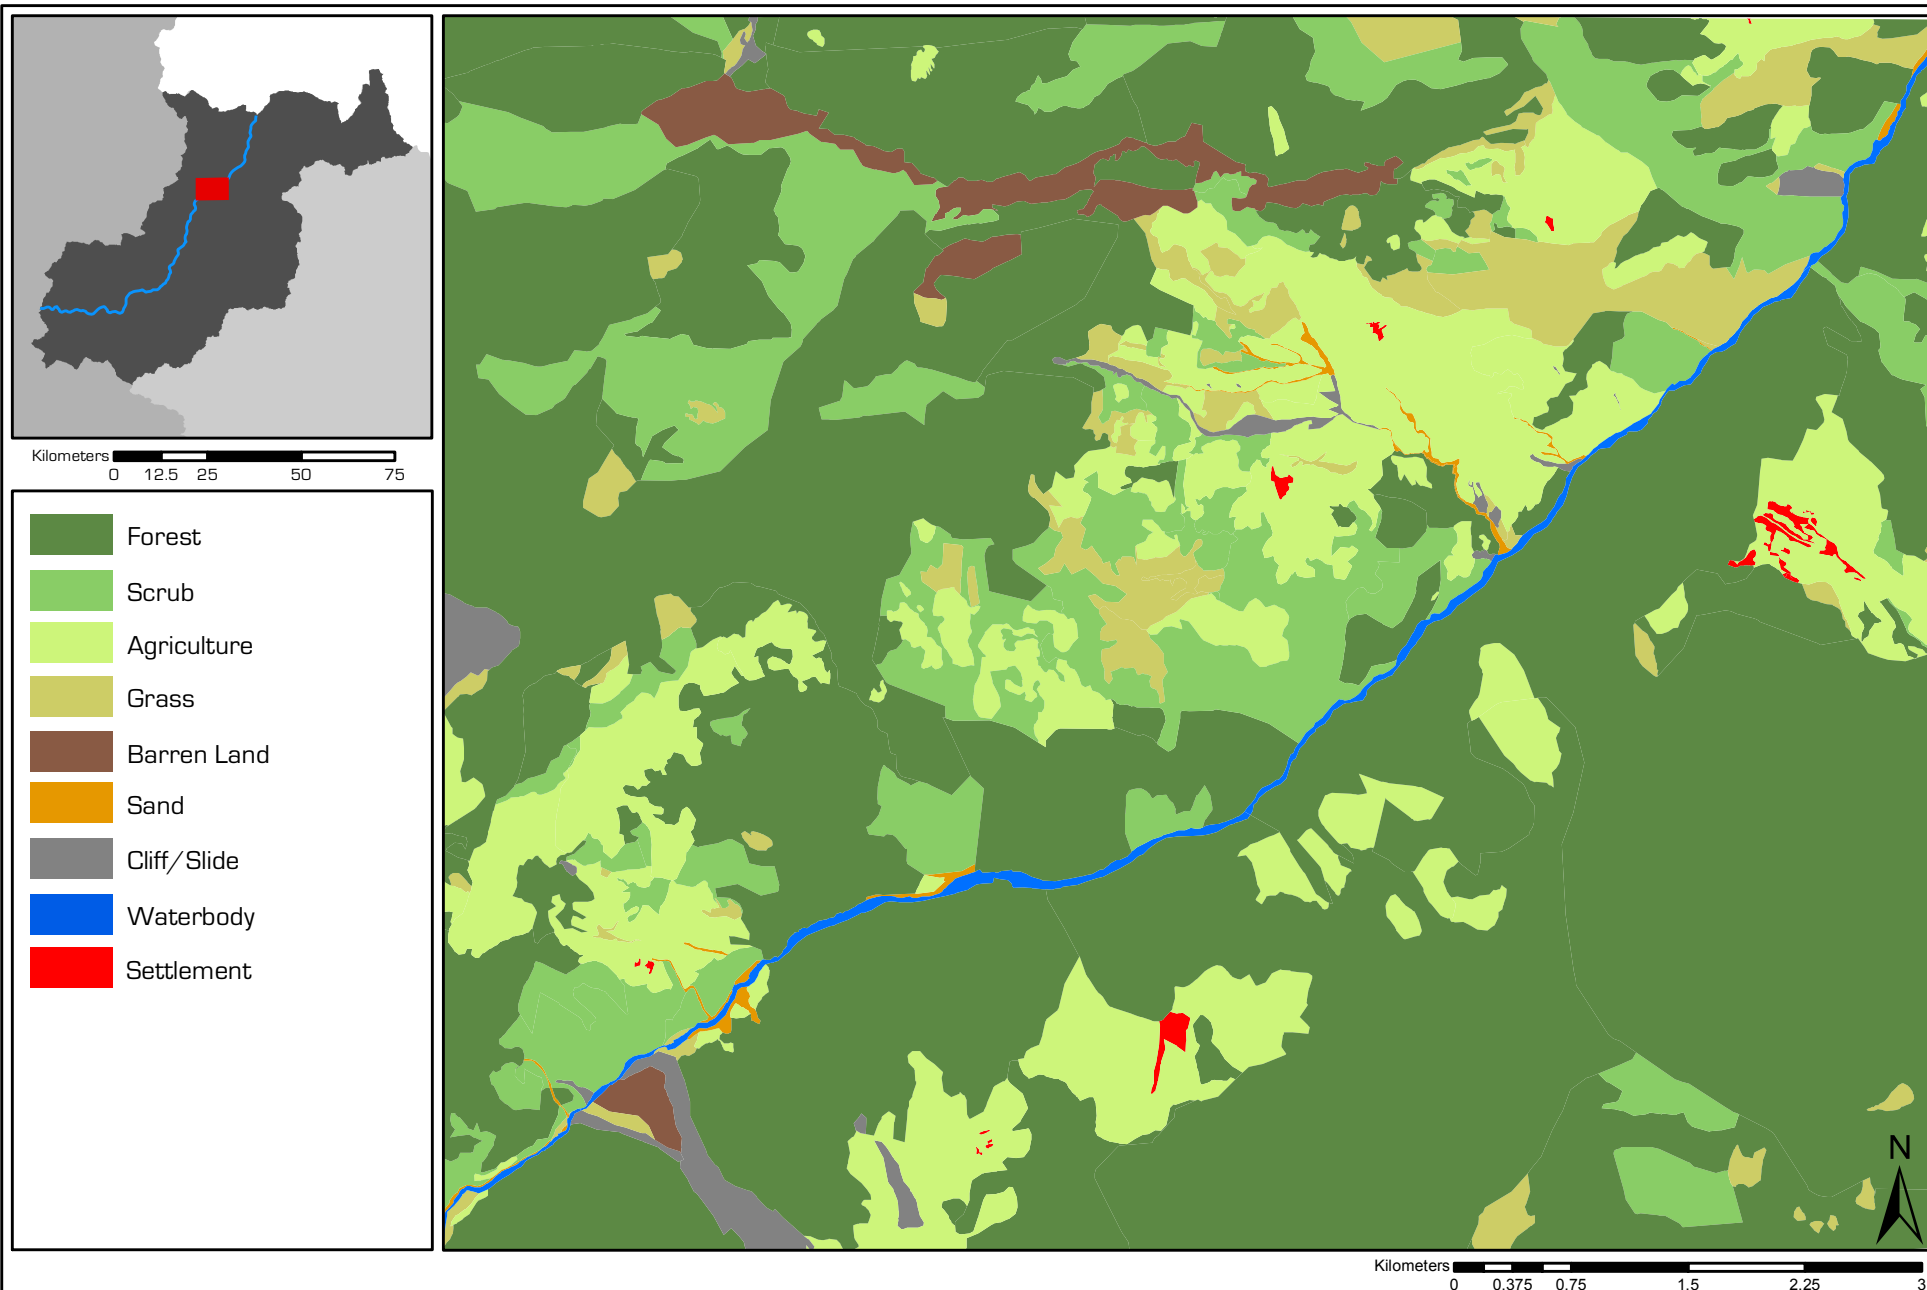 Kilometers
0 12.5 25 50 75
Forest
Scrub
Agriculture
Grass
Barren Land
Sand
Cliff/Slide
Waterbody
Settlement
N
Kilometers
0 0.375 0.75 1.5 2.25 3